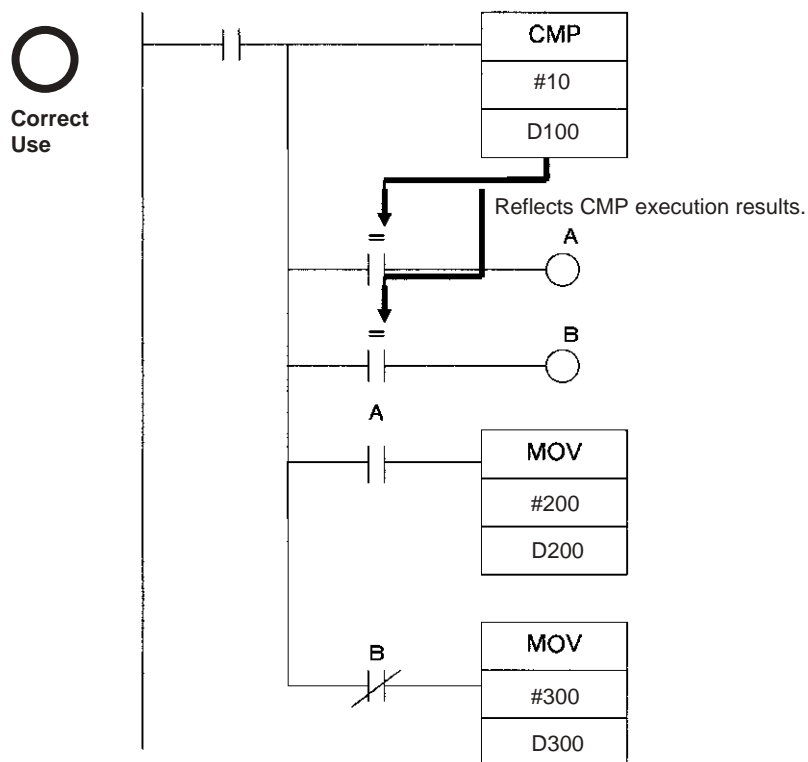 CMP
#10
D100
Correct
Use
Reflects CMP execution results.
=
A
=
B
A
MOV
#200
D200
B
MOV
#300
D300